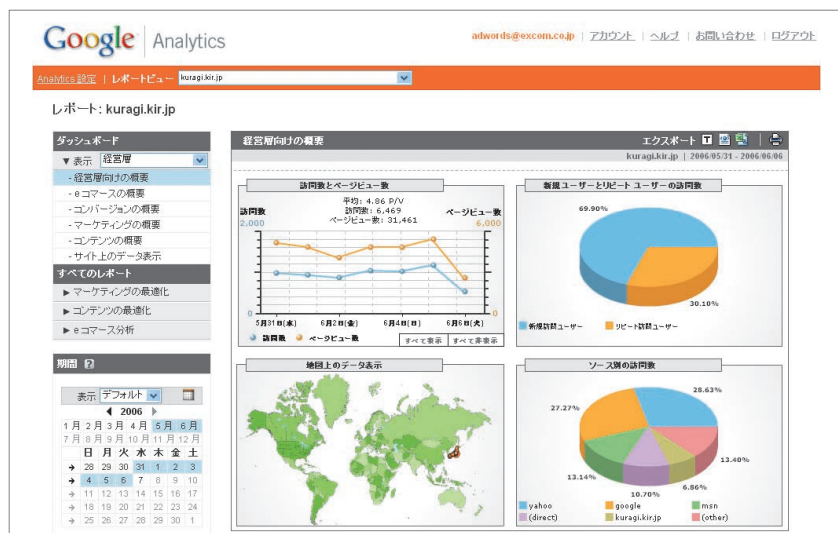 Google Analytics
adwords@excom.co.jp | アカウント | ヘルプ | お問い合わせ | ログアウト
Analytics 設定 | レポートビュー kuragi.kir.jp
レポート: kuragi.kir.jp
ダッシュボード
▼ 表示 経営層
- 経営層向けの概要
- eコマースの概要
- コンバージョンの概要
- マーケティングの概要
- コンテンツの概要
- サイト上のデータ表示
すべてのレポート
▶ マーケティングの最適化
▶ コンテンツの最適化
▶ eコマース分析
期間 ?
表示 デフォルト
◀ 2006 ▶
1月 2月 3月 4月 5月 6月
7月 8月 9月 10月 11月 12月
日 月 火 水 木 金 土
→ 28 29 30 31 1 2 3
→ 4 5 6 7 8 9 10
→ 11 12 13 14 15 16 17
→ 18 19 20 21 22 23 24
→ 25 26 27 28 29 30 1
経営層向けの概要
エクスポート T
kuragi.kir.jp | 2006/05/31 - 2006/06/06
訪問数とページビュー数
平均: 4.86 P/V
訪問数: 6,469
ページビュー数: 31,461
訪問数
2,000
ページビュー数
6,000
0
0
5月31日(水) 6月2日(金) 6月4日(日) 6月6日(火)
訪問数 ページビュー数
すべて表示 すべて非表示
新規ユーザーとリピート ユーザーの訪問数
69.90%
30.10%
新規訪問ユーザー リピート訪問ユーザー
地図上のデータ表示
ソース別の訪問数
28.63%
27.27%
13.40%
13.14%
6.86%
10.70%
yahoo google msn
(direct) kuragi.kir.jp (other)